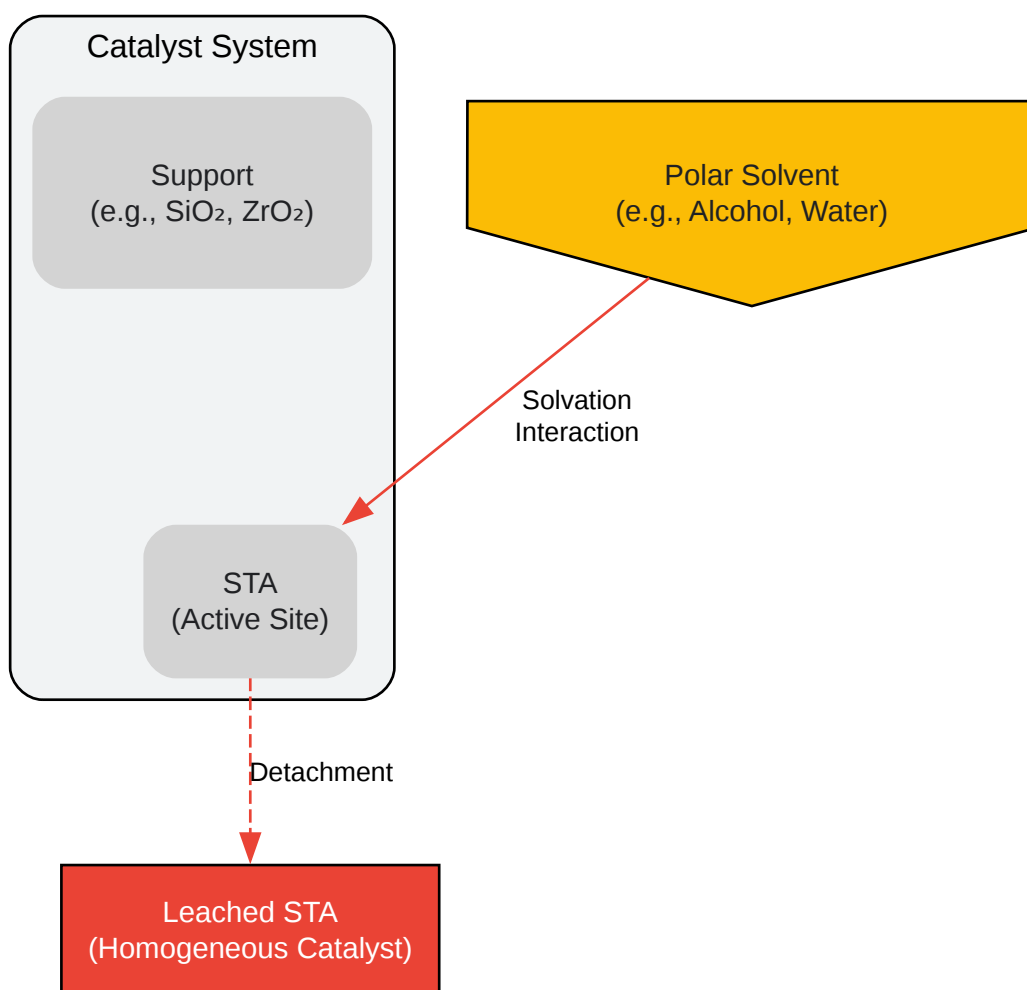 Catalyst System
Support
(e.g., SiO₂, ZrO₂)
Polar Solvent
(e.g., Alcohol, Water)
Solvation
Interaction
STA
(Active Site)
Detachment
Leached STA
(Homogeneous Catalyst)